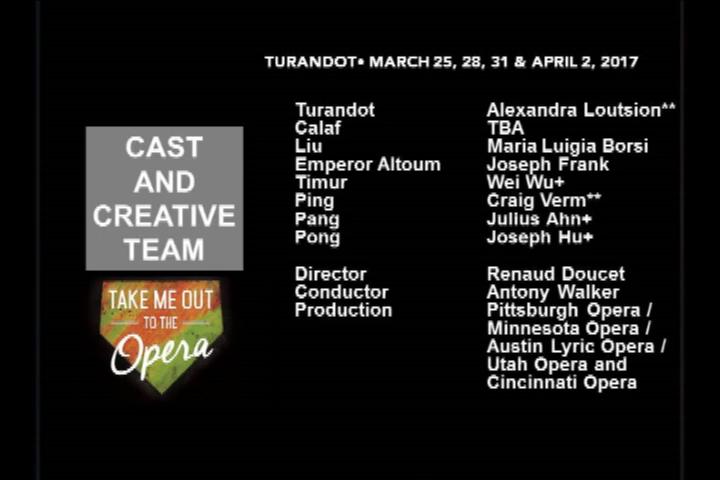 TURANDOT• MARCH 25, 28, 31 & APRIL 2, 2017
CAST
AND
CREATIVE
TEAM
TAKE ME OUT
TO THE
Opera
Turandot Alexandra Loutsion**
Calaf TBA
Liu Maria Luigia Borsi
Emperor Altoum Joseph Frank
Timur Wei Wu+
Ping Craig Verm**
Pang Julius Ahn+
Pong Joseph Hu+
Director Renaud Doucet
Conductor Antony Walker
Production Pittsburgh Opera /
Minnesota Opera /
Austin Lyric Opera /
Utah Opera and
Cincinnati Opera